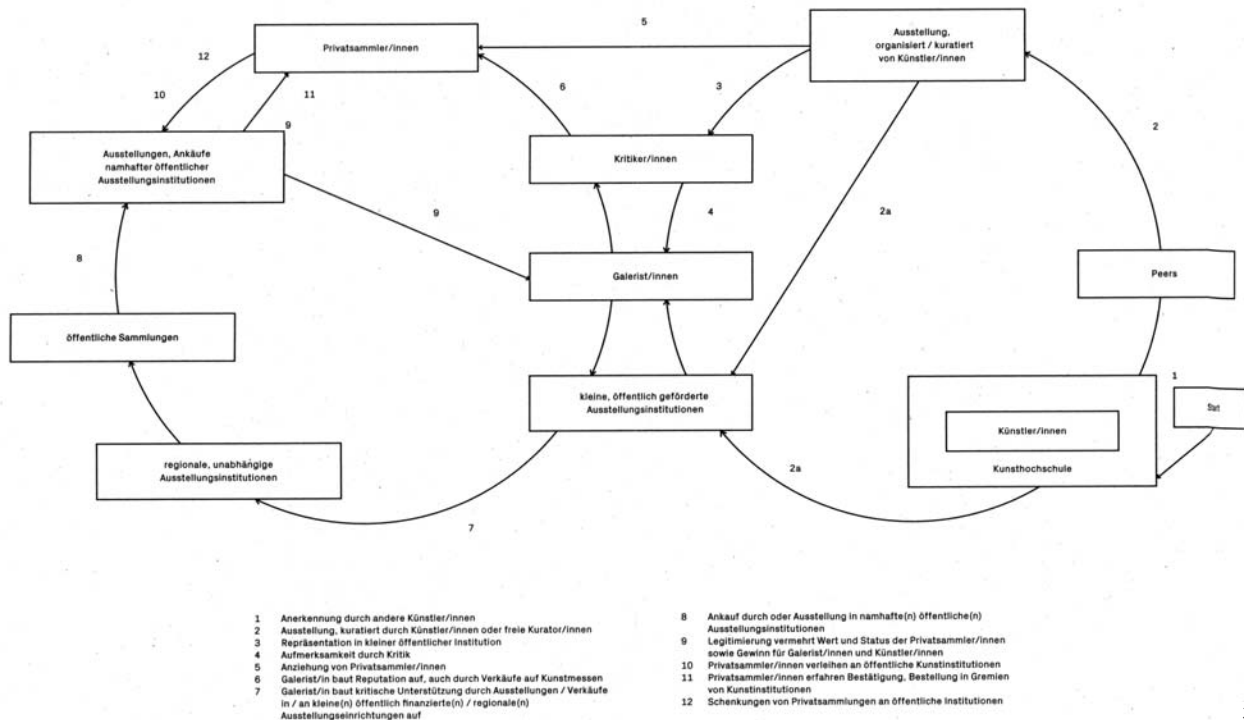 5
Privatsammler/innen
Ausstellung,
organisiert / kuratiert
von Künstler/innen
12
10
11
6
3
2
9
Ausstellungen, Ankäufe
namhafter öffentlicher
Ausstellungsinstitutionen
Kritiker/innen
9
4
2a
8
Galerist/innen
Peers
öffentliche Sammlungen
kleine, öffentlich geförderte
Ausstellungsinstitutionen
1
Start
Künstler/innen
Kunsthochschule
regionale, unabhängige
Ausstellungsinstitutionen
2a
7
1 Anerkennung durch andere Künstler/innen
2 Ausstellung, kuratiert durch Künstler/innen oder freie Kurator/innen
3 Repräsentation in kleiner öffentlicher Institution
4 Aufmerksamkeit durch Kritik
5 Anziehung von Privatsammler/innen
6 Galerist/in baut Reputation auf, auch durch Verkäufe auf Kunstmessen
7 Galerist/in baut kritische Unterstützung durch Ausstellungen / Verkäufe
in / an kleine(n) öffentlich finanzierte(n) / regionale(n)
Ausstellungseinrichtungen auf
8 Ankauf durch oder Ausstellung in namhafte(n) öffentliche(n)
Ausstellungsinstitutionen
9 Legitimierung vermehrt Wert und Status der Privatsammler/innen
sowie Gewinn für Galerist/innen und Künstler/innen
10 Privatsammler/innen verleihen an öffentliche Kunstinstitutionen
11 Privatsammler/innen erfahren Bestätigung, Bestellung in Gremien
von Kunstinstitutionen
12 Schenkungen von Privatsammlungen an öffentliche Institutionen